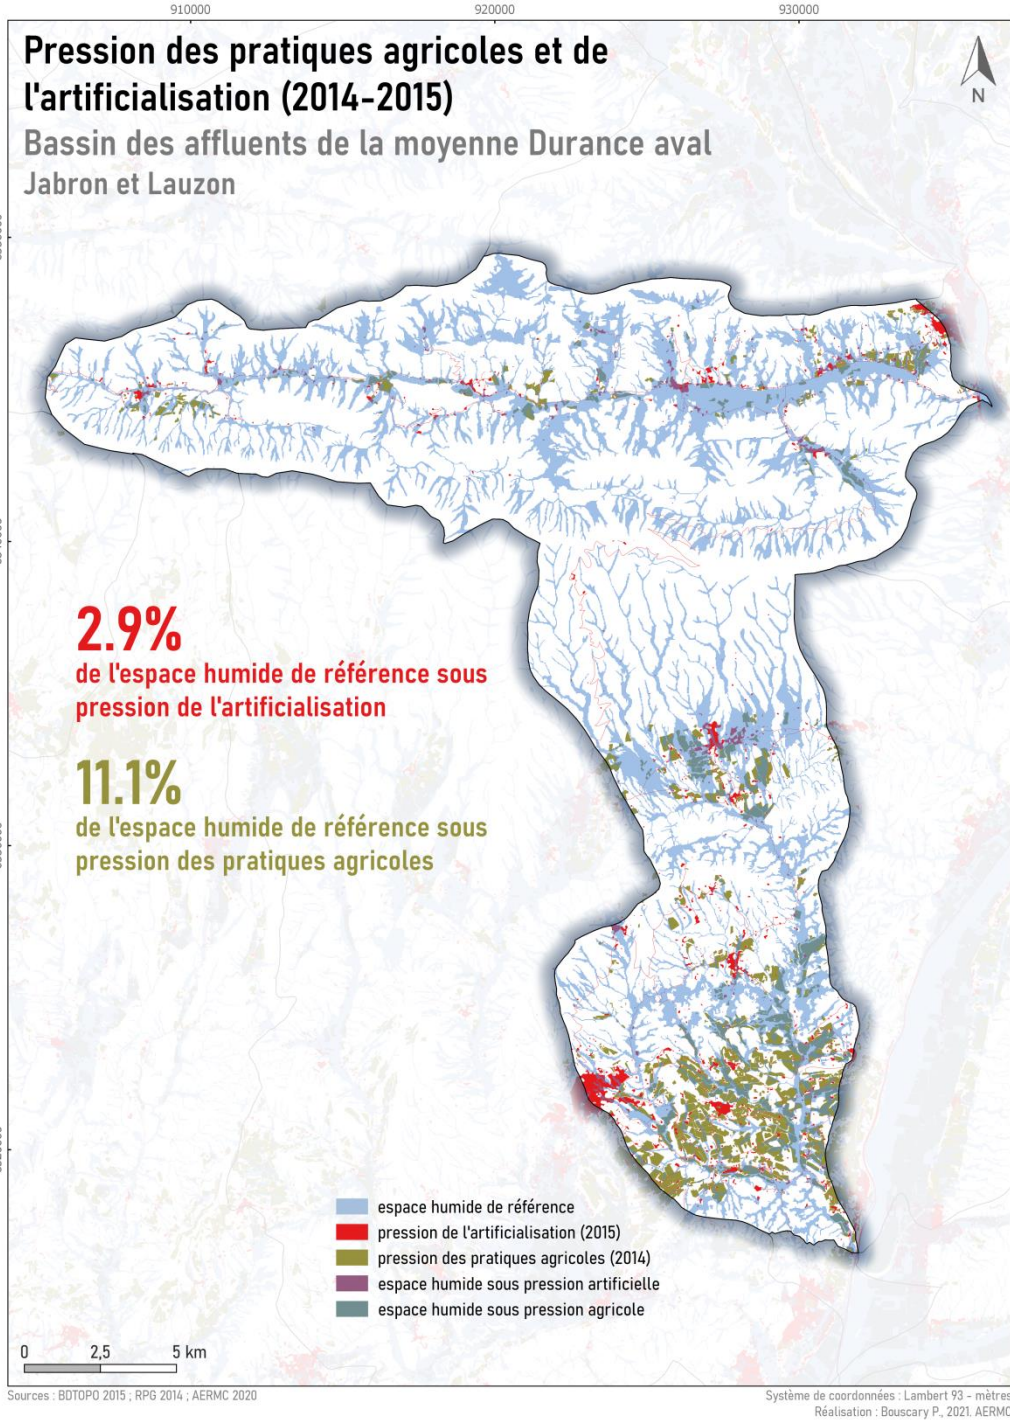 910000
920000
930000
Pression des pratiques agricoles et de
l'artificialisation (2014-2015)
Bassin des affluents de la moyenne Durance aval
Jabron et Lauzon
N
2.9%
de l'espace humide de référence sous
pression de l'artificialisation
11.1%
de l'espace humide de référence sous
pression des pratiques agricoles
espace humide de référence
pression de l'artificialisation (2015)
pression des pratiques agricoles (2014)
espace humide sous pression artificielle
espace humide sous pression agricole
0 2,5 5 km
Sources : BDTOPO 2015 ; RPG 2014 ; AERMC 2020
Système de coordonnées : Lambert 93 - mètres
Réalisation : Bouscary P., 2021. AERMC